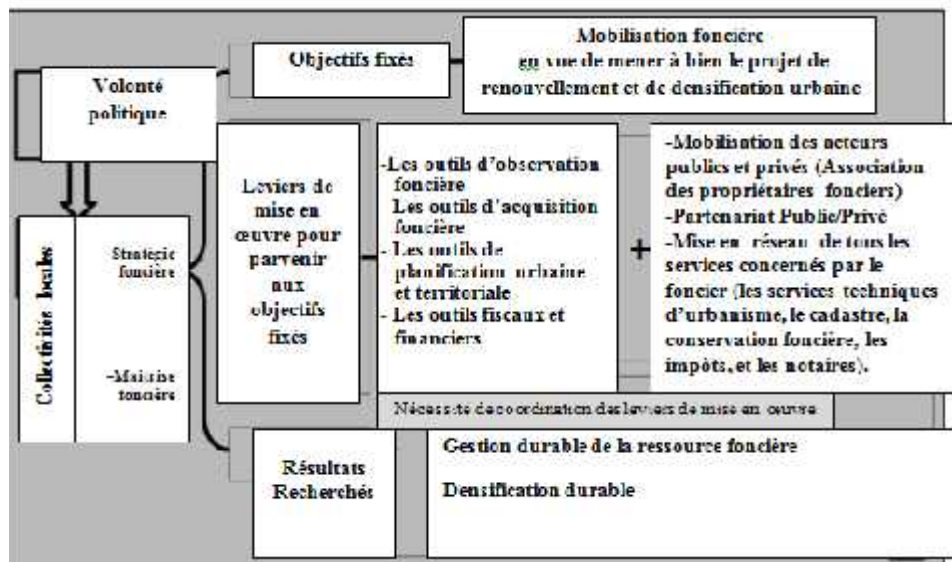 Volonté
politique
Objectifs fixés
Mobilisation foncière
en vue de mener à bien le projet de
renouvellement et de densification urbaine
Collectivités locales
Stratégie
foncière
-Maitrise
foncière
Leviers de
mise en
œuvre pour
parvenir
aux
objectifs
fixés
-Les outils d'observation
foncière
Les outils d'acquisition
foncière
- Les outils de
planification urbaine
et territoriale
- Les outils fiscaux et
financiers
+
-Mobilisation des acteurs
publics et privés (Association
des propriétaires fonciers)
-Partenariat Public/Privé
-Mise en réseau de tous les
services concernés par le
foncier (les services techniques
d'urbanisme, le cadastre, la
conservation foncière, les
impôts, et les notaires).
Nécessité de coordination des leviers de mise en œuvre
Résultats
Recherchés
Gestion durable de la ressource foncière
Densification durable